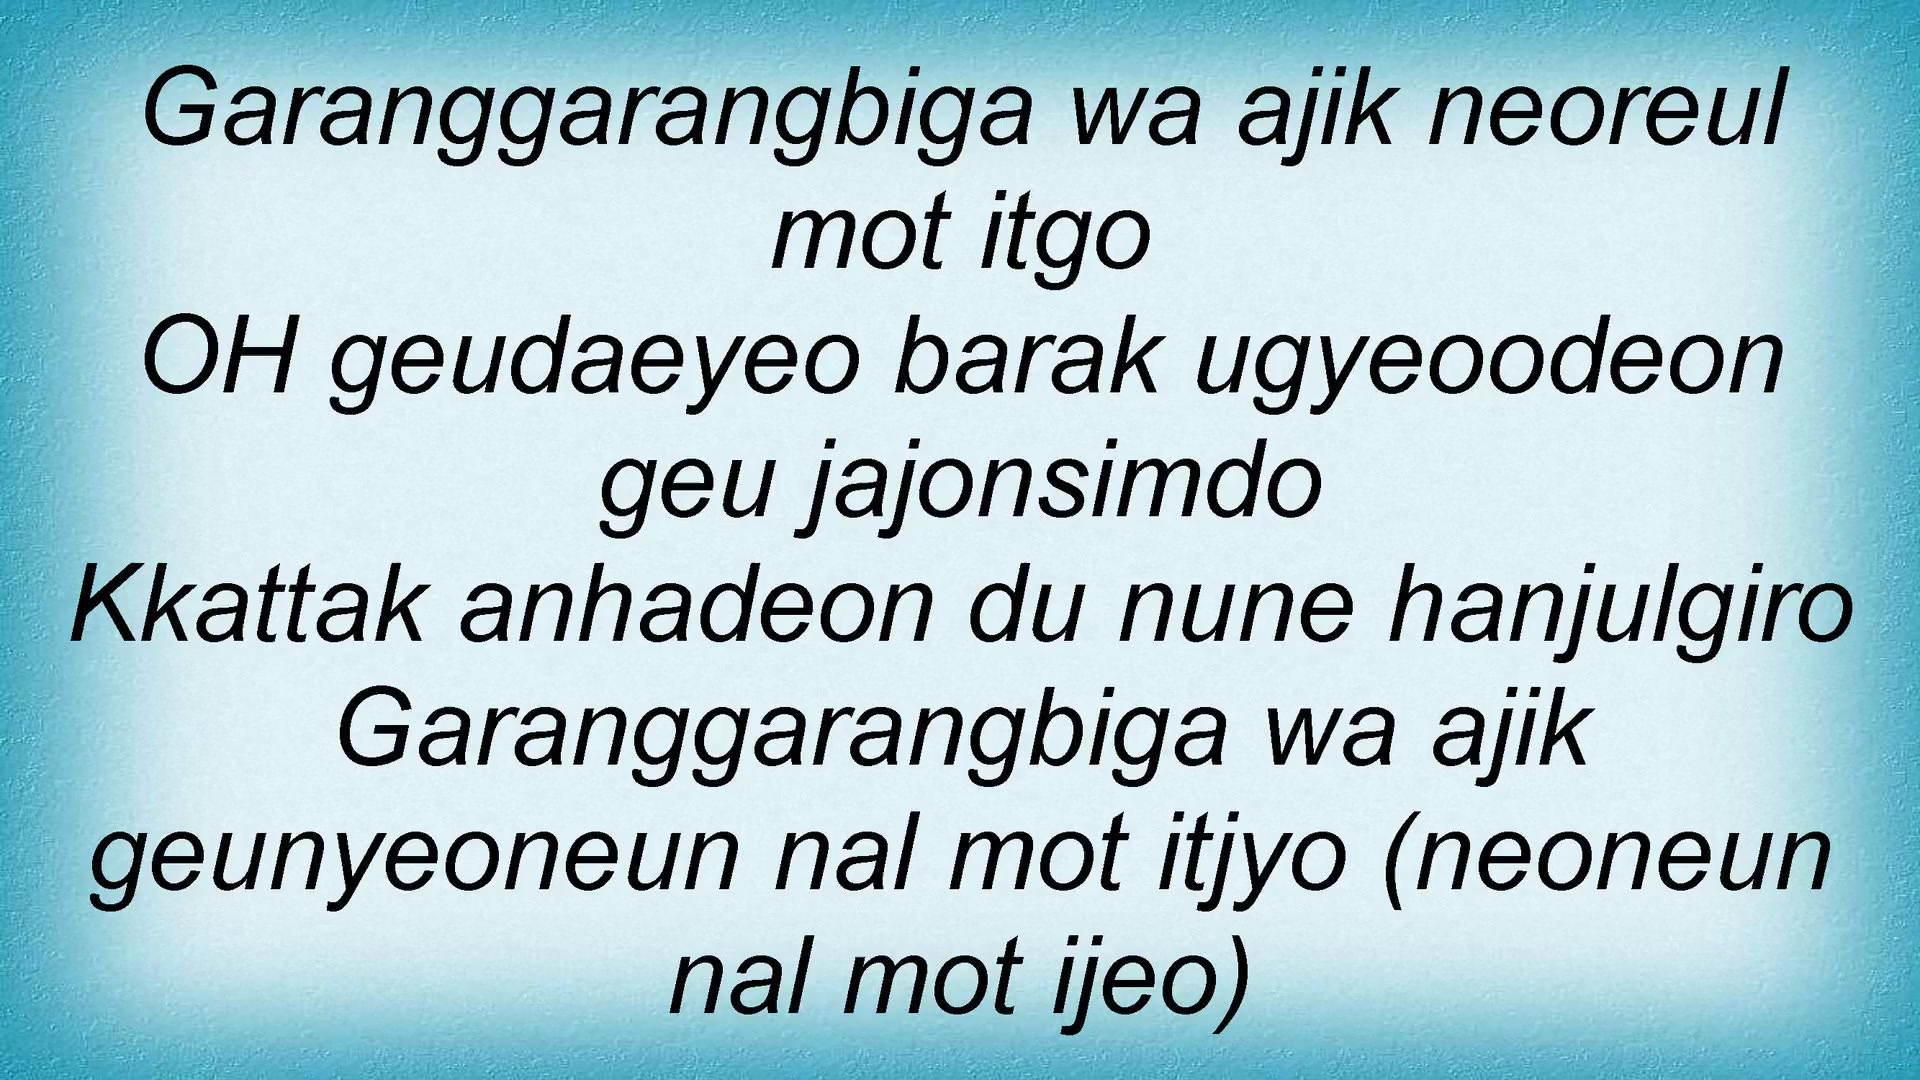 Garanggarangbiga wa ajik neoreul
mot itgo
OH geudaeyeo barak ugyeoodeon
geu jajonsimdo
Kkattak anhadeon du nune hanjulgiro
Garanggarangbiga wa ajik
geunyeoneun nal mot itjyo (neoneun
nal mot ijeo)